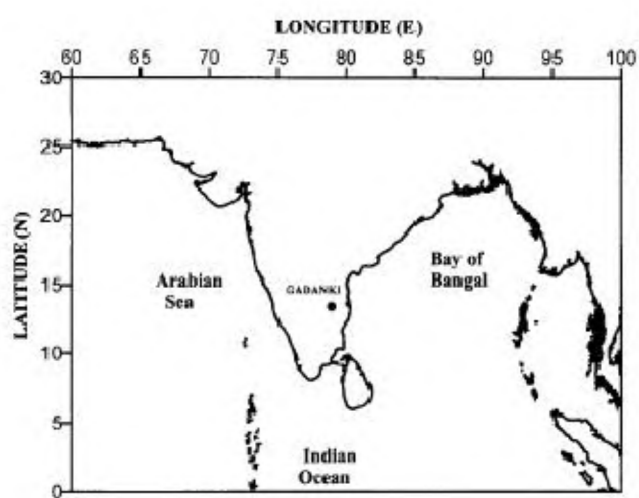 LONGITUDE (E)
60 65 70 75 80 85 90 95 100
30
25
20
15
10
5
0
LATITUDE (N)
Arabian
Sea
GADANKI
Bay of
Bangal
Indian
Ocean